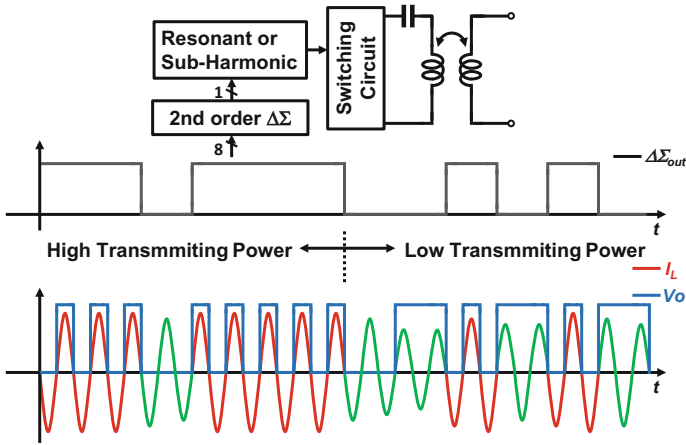 Resonant or
Sub-Harmonic
1
2nd order ΔΣ
8
Switching
Circuit
ΔΣout
t
High Transmmiting Power
Low Transmmiting Power
IL
Vo
t